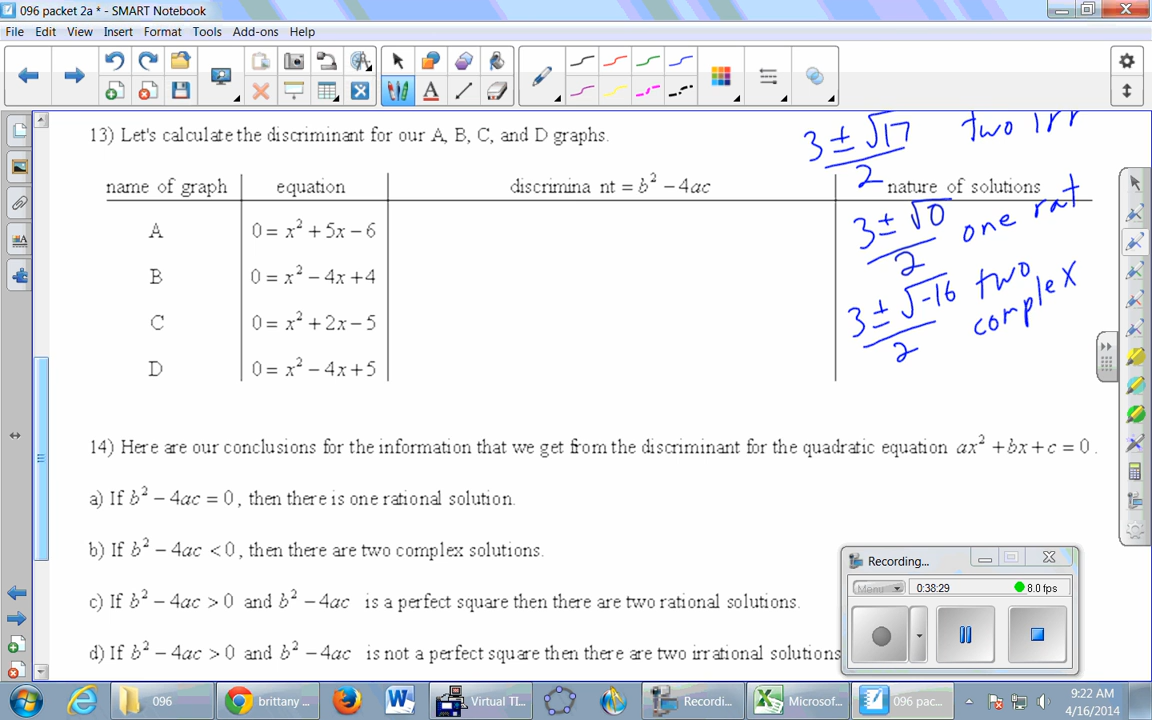 096 packet 2a * - SMART Notebook
File Edit View Insert Format Tools Add-ons Help
13) Let's calculate the discriminant for our A, B, C, and D graphs.
3 ± √17 / 2 two irr
name of graph equation discrimina nt = b² − 4ac nature of solutions
A 0 = x² + 5x − 6
3 ± √0 / 2 one rat
B 0 = x² − 4x + 4
3 ± √-16 / 2 two complex
C 0 = x² + 2x − 5
D 0 = x² − 4x + 5
14) Here are our conclusions for the information that we get from the discriminant for the quadratic equation ax² + bx + c = 0.
a) If b² − 4ac = 0, then there is one rational solution.
b) If b² − 4ac < 0, then there are two complex solutions.
c) If b² − 4ac > 0 and b² − 4ac is a perfect square then there are two rational solutions.
d) If b² − 4ac > 0 and b² − 4ac is not a perfect square then there are two irrational solutions
Recording...
Menu 0:38:29 8.0 fps
096 brittany ... Virtual TI... Recordi... Microsof... 096 pac...
9:22 AM
4/16/2014